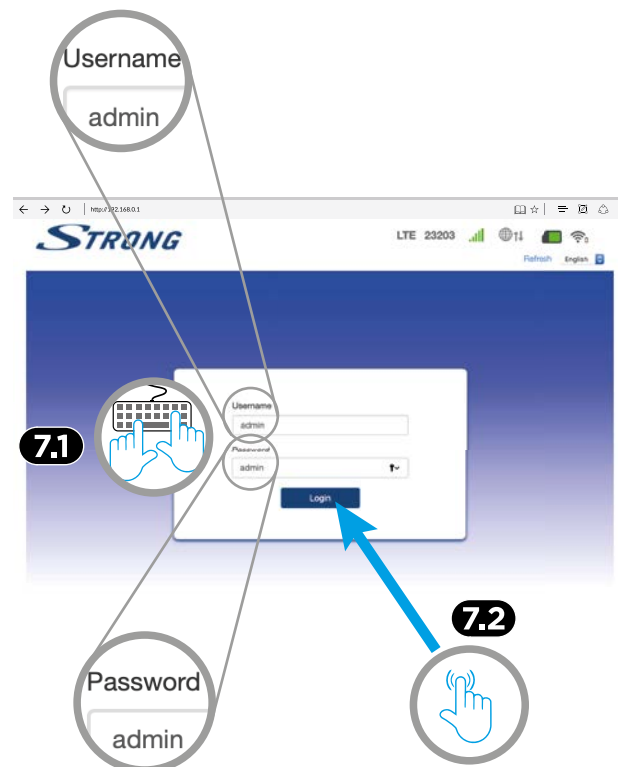 Username
admin
http://192.168.0.1
STRONG
LTE 23203
Refresh English
Username
admin
7.1
Password
admin
Login
7.2
Password
admin